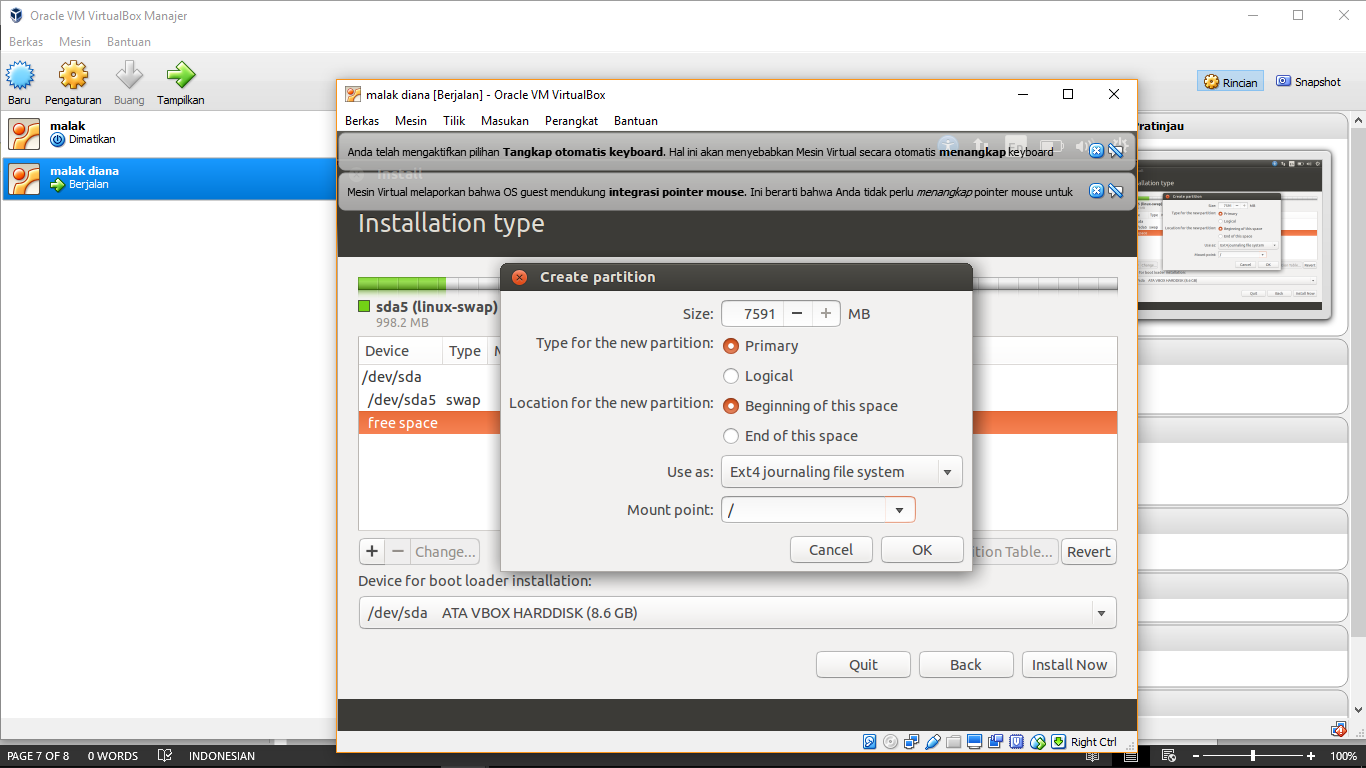 Oracle VM VirtualBox Manajer
Berkas Mesin Bantuan
Baru Pengaturan Buang Tampilkan
Rincian Snapshot
malak
Dimatikan
malak diana
Berjalan
malak diana [Berjalan] - Oracle VM VirtualBox
Berkas Mesin Tilik Masukan Perangkat Bantuan
Anda telah mengaktifkan pilihan Tangkap otomatis keyboard. Hal ini akan menyebabkan Mesin Virtual secara otomatis menangkap keyboard
Install
Mesin Virtual melaporkan bahwa OS guest mendukung integrasi pointer mouse. Ini berarti bahwa Anda tidak perlu menangkap pointer mouse untuk
Installation type
sda5 (linux-swap)
998.2 MB
Device Type M
/dev/sda
/dev/sda5 swap
free space
Create partition
Size: 7591 MB
Type for the new partition: Primary
Logical
Location for the new partition: Beginning of this space
End of this space
Use as: Ext4 journaling file system
Mount point: /
Cancel OK
+ − Change... tion Table... Revert
Device for boot loader installation:
/dev/sda ATA VBOX HARDDISK (8.6 GB)
Quit Back Install Now
Right Ctrl
Pratinjau
PAGE 7 OF 8 0 WORDS INDONESIAN 100%